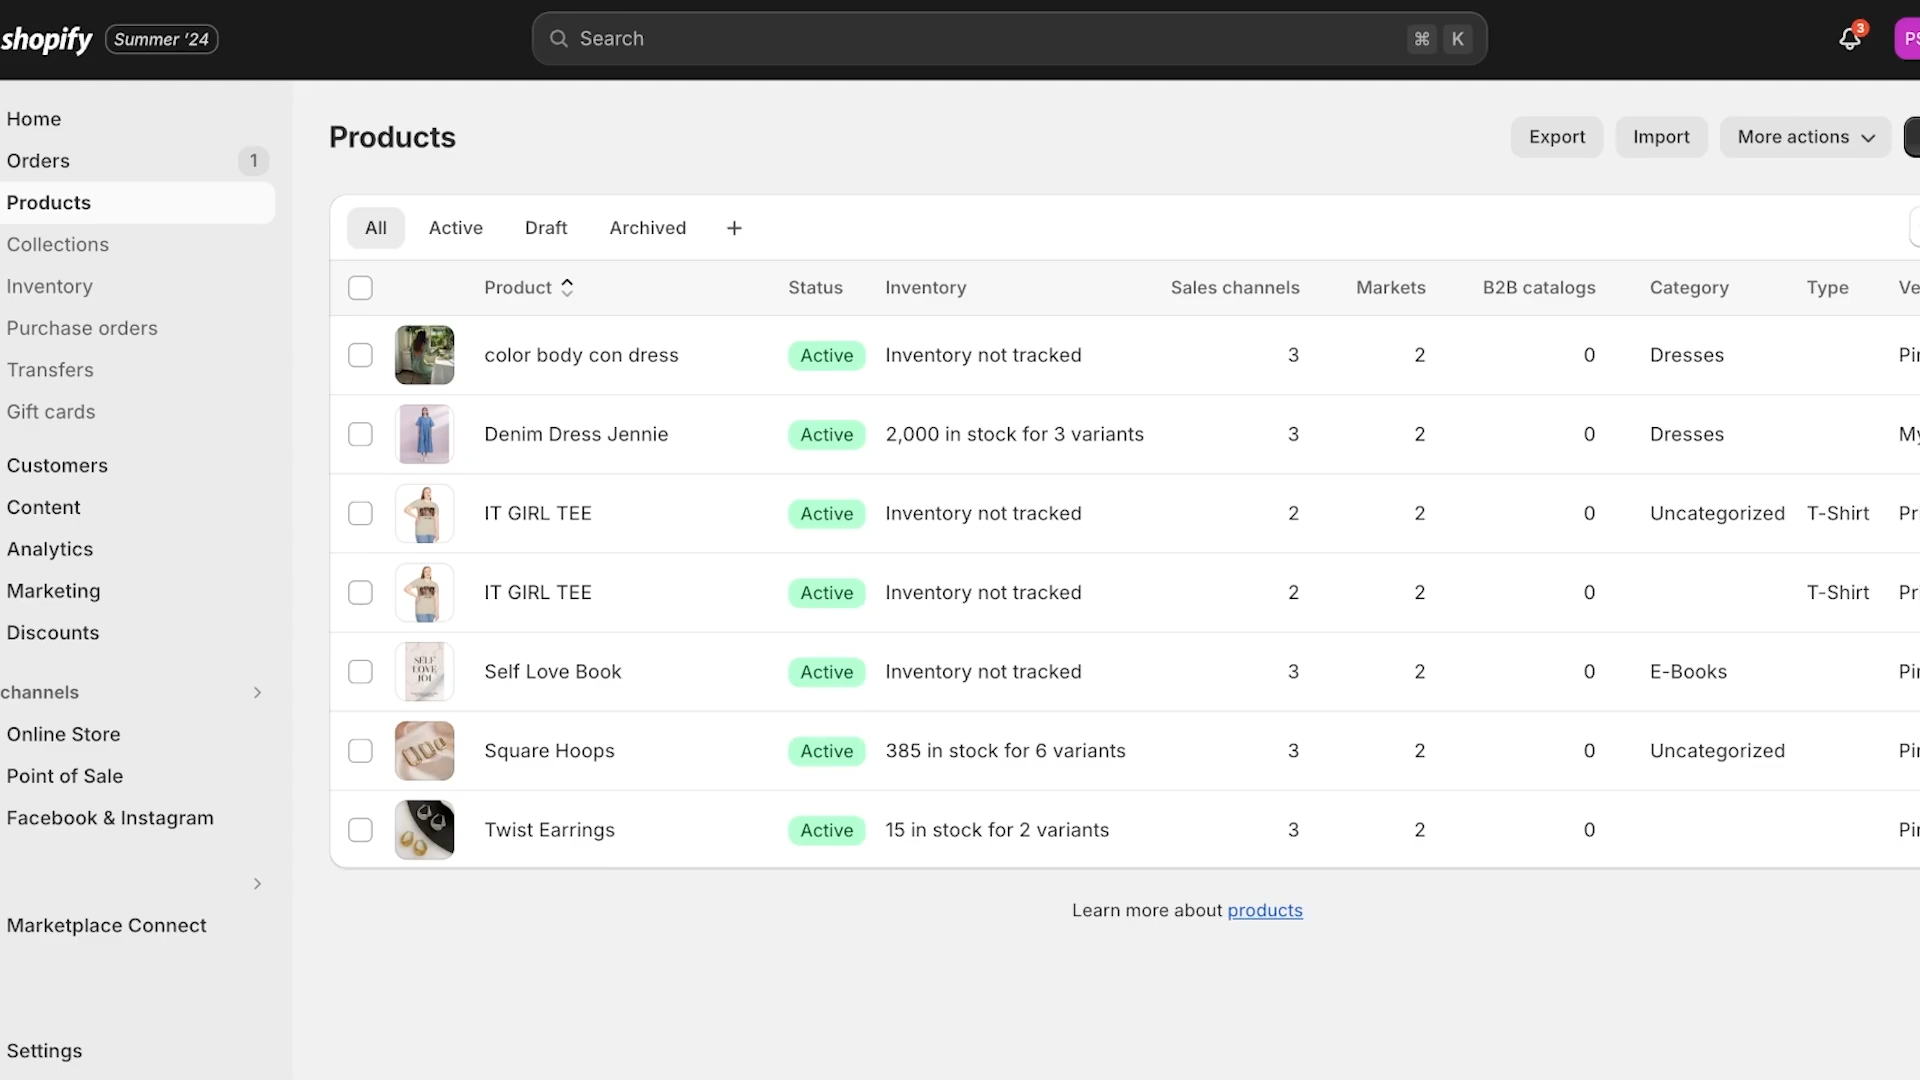 shopify Summer '24
Search ⌘ K
3
Home
Orders 1
Products
Collections
Inventory
Purchase orders
Transfers
Gift cards
Customers
Content
Analytics
Marketing
Discounts
channels
Online Store
Point of Sale
Facebook & Instagram
Marketplace Connect
Settings
Products
Export Import More actions
All Active Draft Archived +
Product Status Inventory Sales channels Markets B2B catalogs Category Type
color body con dress Active Inventory not tracked 3 2 0 Dresses
Denim Dress Jennie Active 2,000 in stock for 3 variants 3 2 0 Dresses
IT GIRL TEE Active Inventory not tracked 2 2 0 Uncategorized T-Shirt
IT GIRL TEE Active Inventory not tracked 2 2 0 T-Shirt
SELF
LOVE
Self Love Book Active Inventory not tracked 3 2 0 E-Books
Square Hoops Active 385 in stock for 6 variants 3 2 0 Uncategorized
Twist Earrings Active 15 in stock for 2 variants 3 2 0
Learn more about products